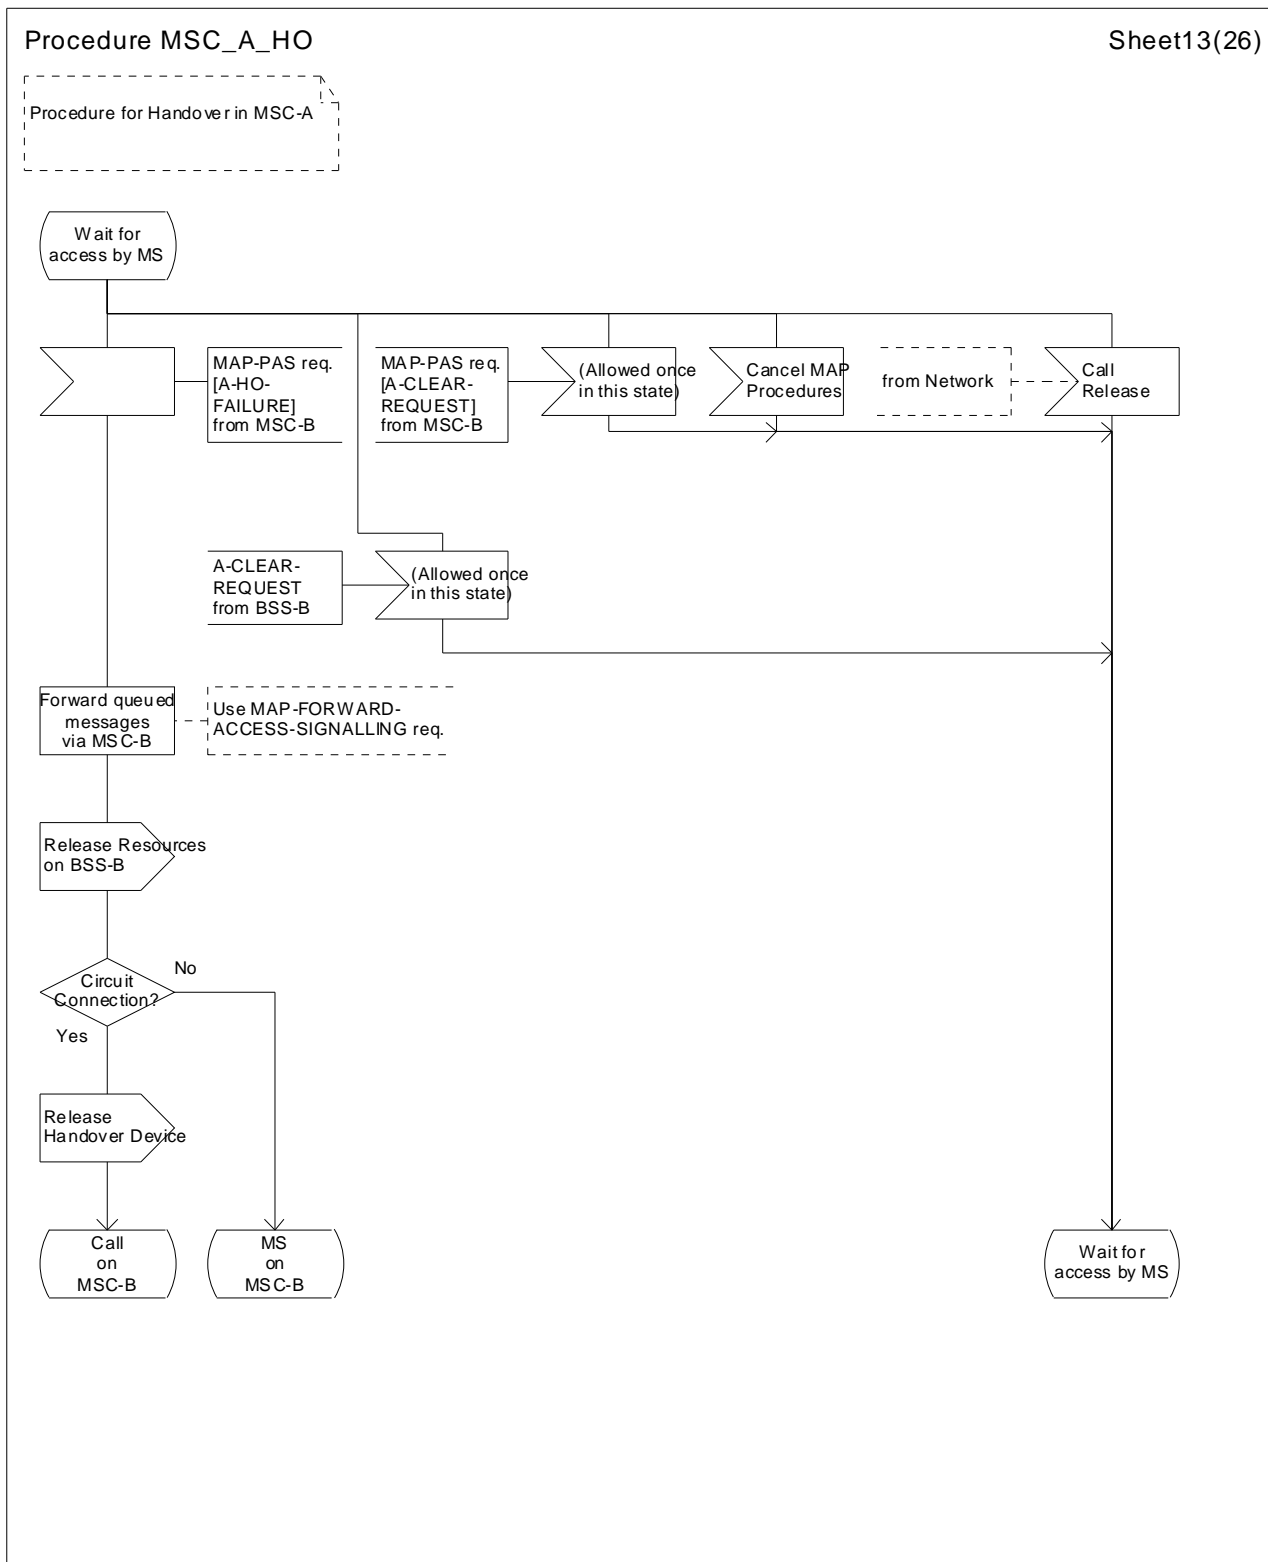 Procedure MSC_A_HO
Sheet13(26)
Procedure for Handover in MSC-A
Wait for
access by MS
MAP-PAS req.
[A-HO-
FAILURE]
from MSC-B
MAP-PAS req.
[A-CLEAR-
REQUEST]
from MSC-B
(Allowed once
in this state)
Cancel MAP
Procedures
from Network
Call
Release
A-CLEAR-
REQUEST
from BSS-B
(Allowed once
in this state)
Forward queued
messages
via MSC-B
Use MAP-FORWARD-
ACCESS-SIGNALLING req.
Release Resources
on BSS-B
Circuit
Connection?
No
Yes
Release
Handover Device
Call
on
MSC-B
MS
on
MSC-B
Wait for
access by MS